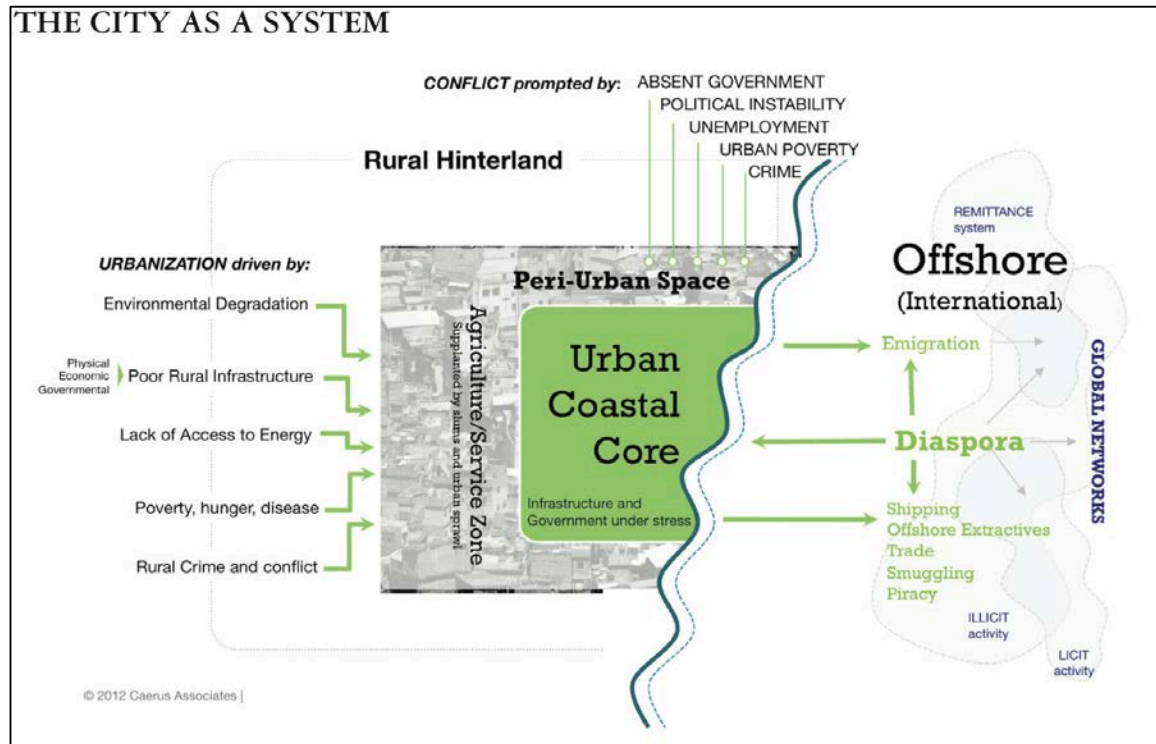 THE CITY AS A SYSTEM
CONFLICT prompted by:
ABSENT GOVERNMENT
POLITICAL INSTABILITY
UNEMPLOYMENT
URBAN POVERTY
CRIME
Rural Hinterland
URBANIZATION driven by:
Environmental Degradation
Physical
Economic
Governmental
Poor Rural Infrastructure
Lack of Access to Energy
Poverty, hunger, disease
Rural Crime and conflict
Peri-Urban Space
Agriculture/Service Zone
Supplanted by slums and urban sprawl
Urban
Coastal
Core
Infrastructure and
Government under stress
REMITTANCE
system
Offshore
(International)
Emigration
Diaspora
GLOBAL NETWORKS
Shipping
Offshore Extractives
Trade
Smuggling
Piracy
ILLICIT
activity
LICIT
activity
© 2012 Caerus Associates |